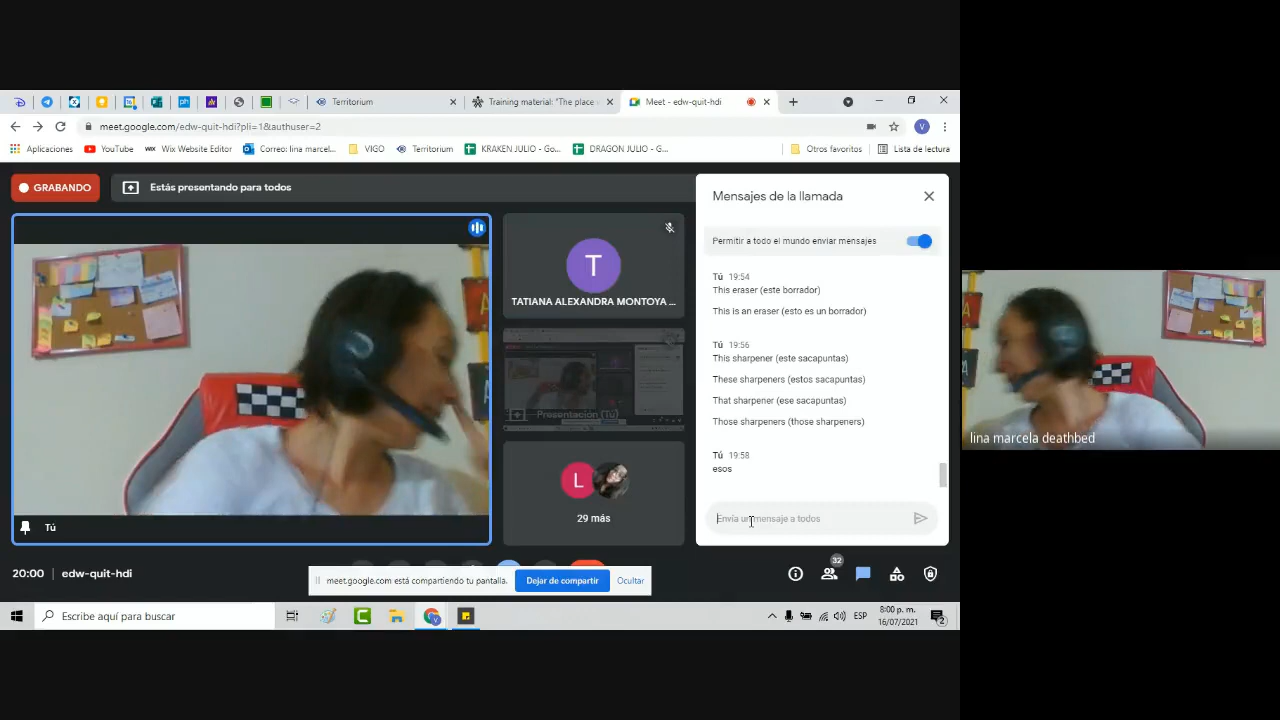 Territorium
Training material: "The place
Meet - edw-quit-hdi
meet.google.com/edw-quit-hdi?pli=1&authuser=2
Aplicaciones
YouTube
Wix Website Editor
Correo: lina marcel...
VIGO
Territorium
KRAKEN JULIO - Go...
DRAGON JULIO - G...
Otros favoritos
Lista de lectura
GRABANDO
Estás presentando para todos
T
TATIANA ALEXANDRA MONTOYA ...
Presentación (Tú)
L
29 más
Tú
Mensajes de la llamada
Permitir a todo el mundo enviar mensajes
Tú 19:54
This eraser (este borrador)
This is an eraser (esto es un borrador)
Tú 19:56
This sharpener (este sacapuntas)
These sharpeners (estos sacapuntas)
That sharpener (ese sacapuntas)
Those sharpeners (those sharpeners)
Tú 19:58
esos
Envía un mensaje a todos
lina marcela deathbed
20:00
edw-quit-hdi
meet.google.com está compartiendo tu pantalla.
Dejar de compartir
Ocultar
32
Escribe aquí para buscar
ESP
8:00 p. m.
16/07/2021
2